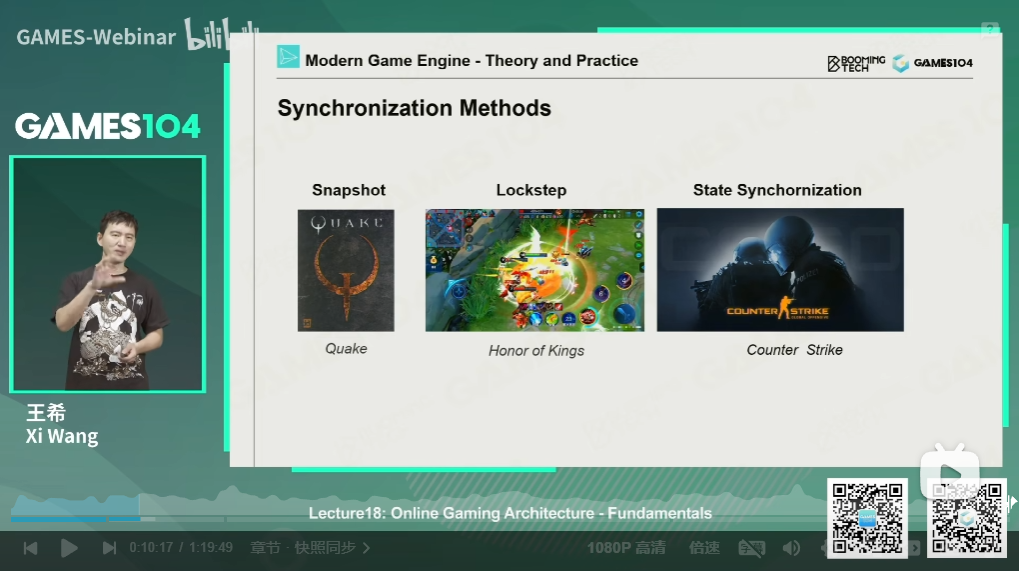 GAMES-Webinar bilibili
Modern Game Engine - Theory and Practice
BOOMING TECH
GAMES104
GAMES104
Synchronization Methods
Snapshot
Lockstep
State Synchornization
QUAKE
COUNTER STRIKE
GLOBAL OFFENSIVE
Quake
Honor of Kings
Counter Strike
王希
Xi Wang
Lecture18: Online Gaming Architecture - Fundamentals
0:10:17 / 1:19:49
章节 · 快照同步
1080P 高清
倍速